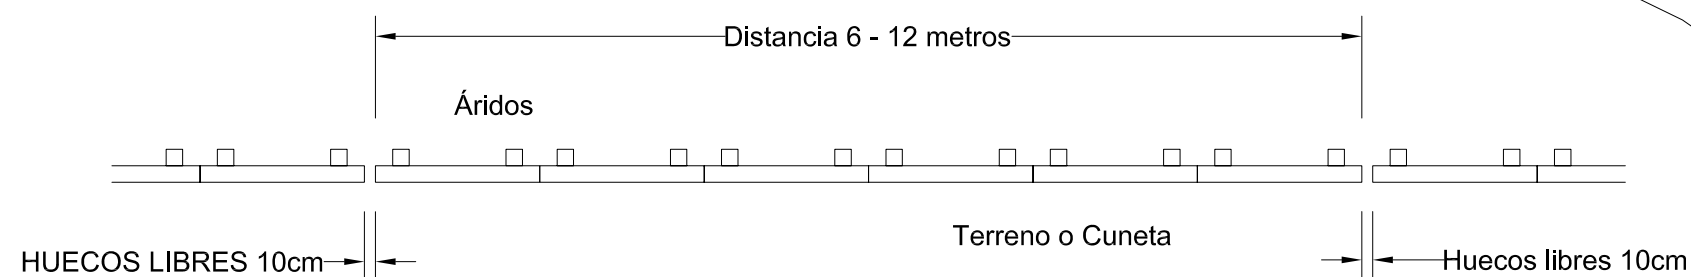 Distancia 6 - 12 metros
Áridos
Terreno o Cuneta
HUECOS LIBRES 10cm
Huecos libres 10cm